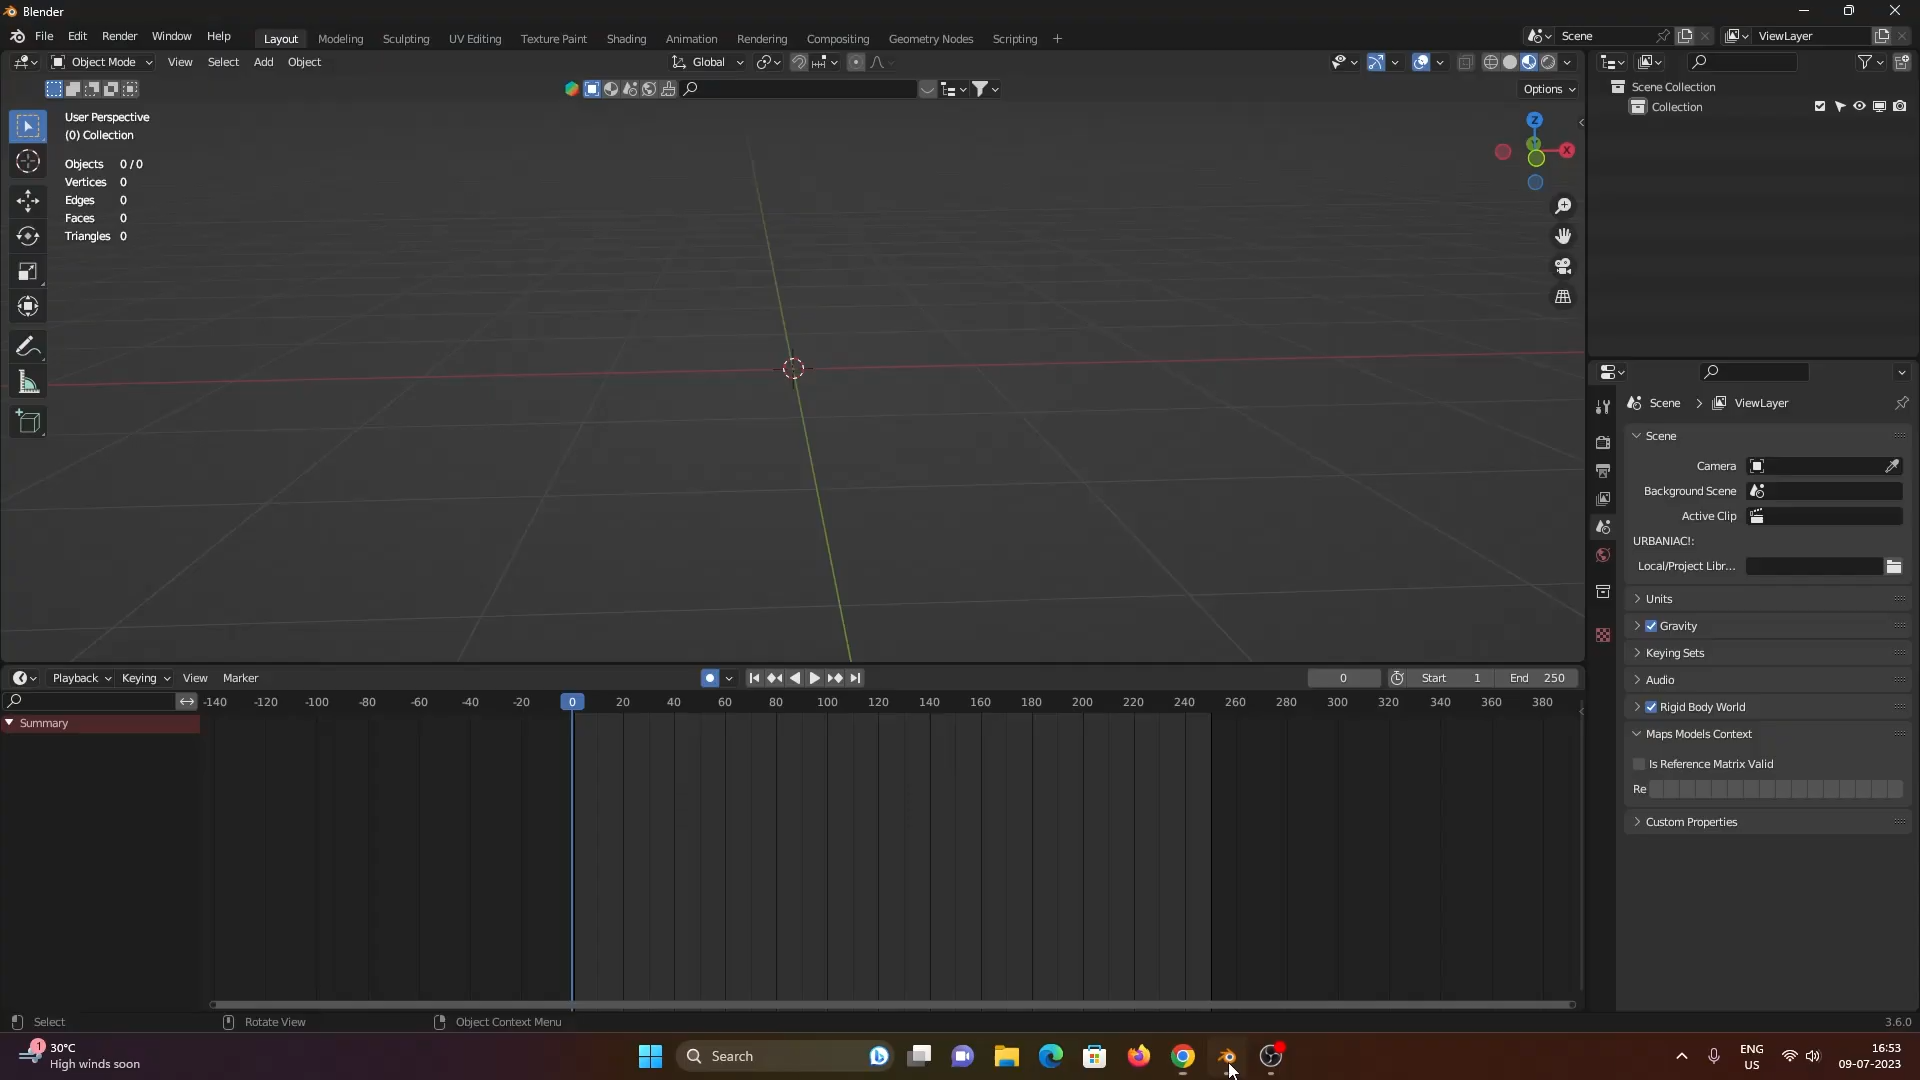 Blender
File Edit Render Window Help Layout Modeling Sculpting UV Editing Texture Paint Shading Animation Rendering Compositing Geometry Nodes Scripting + Scene ViewLayer
Object Mode View Select Add Object Global
Options
User Perspective
(0) Collection
Objects 0/0
Vertices 0
Edges 0
Faces 0
Triangles 0
Z
X
Scene Collection
Collection
Scene > ViewLayer
Scene
Camera
Background Scene
Active Clip
URBANIAC!:
Local/Project Libr...
Units
Gravity
Keying Sets
Audio
Rigid Body World
Maps Models Context
Is Reference Matrix Valid
Re
Custom Properties
Playback Keying View Marker 0 Start 1 End 250
-140 -120 -100 -80 -60 -40 -20 0 20 40 60 80 100 120 140 160 180 200 220 240 260 280 300 320 340 360 380
Summary
Select Rotate View Object Context Menu 3.6.0
1 30°C
High winds soon
Search
ENG
US
16:53
09-07-2023